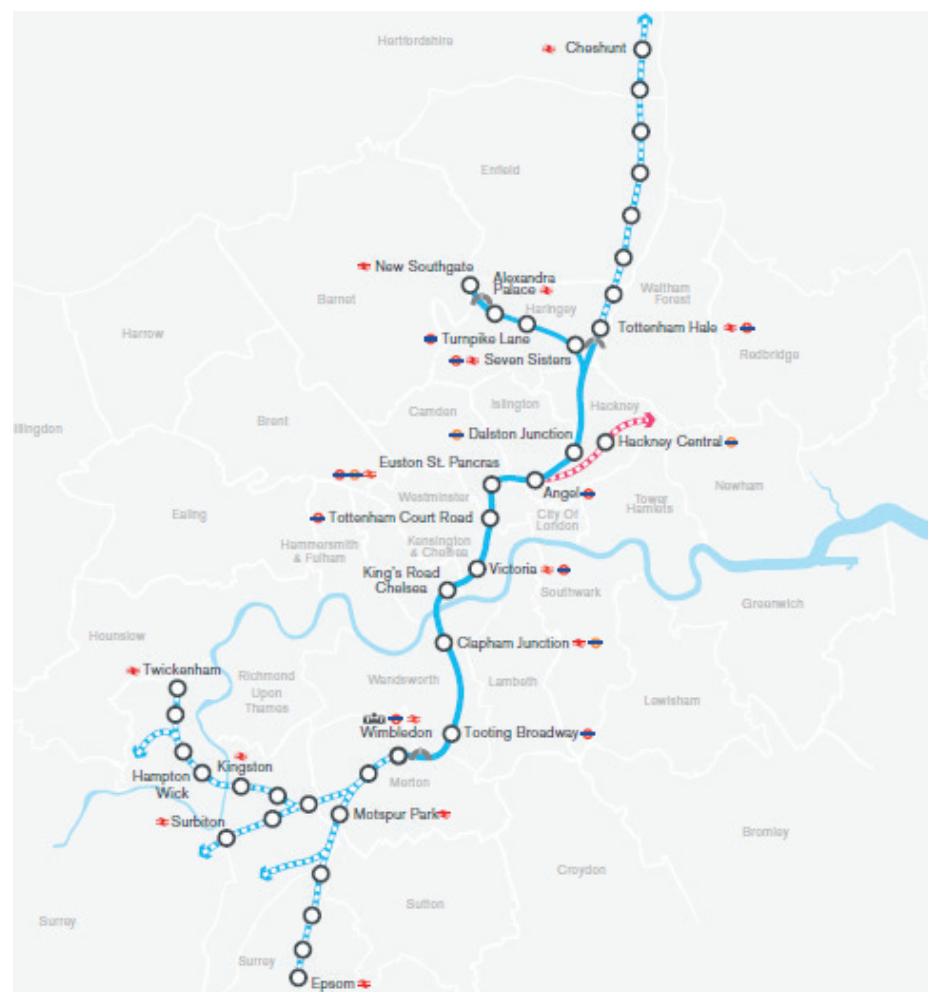 Hertfordshire
Cheshunt
Enfield
New Southgate
Alexandra
Palace
Barnet
Haringey
Waltham
Forest
Harrow
Turnpike Lane
Tottenham Hale
Seven Sisters
Redbridge
Islington
Camden
Hackney
Brent
Dalston Junction
Hackney Central
illingdon
Euston St. Pancras
Newham
Westminster
Angel
Tower
Hamlets
Ealing
Tottenham Court Road
City Of
London
Hammersmith
& Fulham
Kensington
& Chelsea
King's Road
Chelsea
Victoria
Southwark
Greenwich
Hounslow
Clapham Junction
Twickenham
Richmond
Upon
Thames
Wandsworth
Lambeth
Lewisham
Wimbledon
Tooting Broadway
Kingston
Hampton
Wick
Merton
Surbiton
Motspur Park
Bromley
Croydon
Sutton
Surrey
Surrey
Epsom